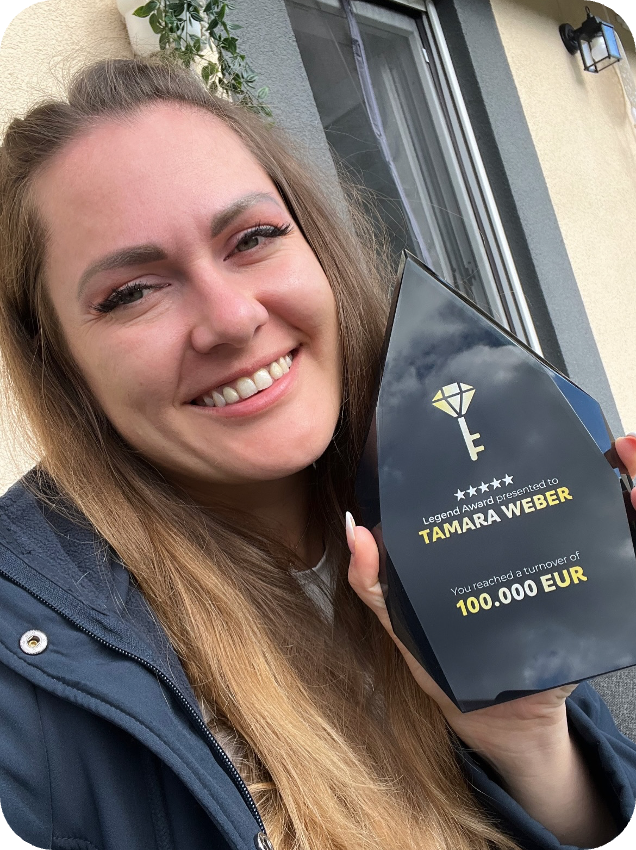 ★★★★★
Legend Award presented to
TAMARA WEBER
You reached a turnover of
100.000 EUR